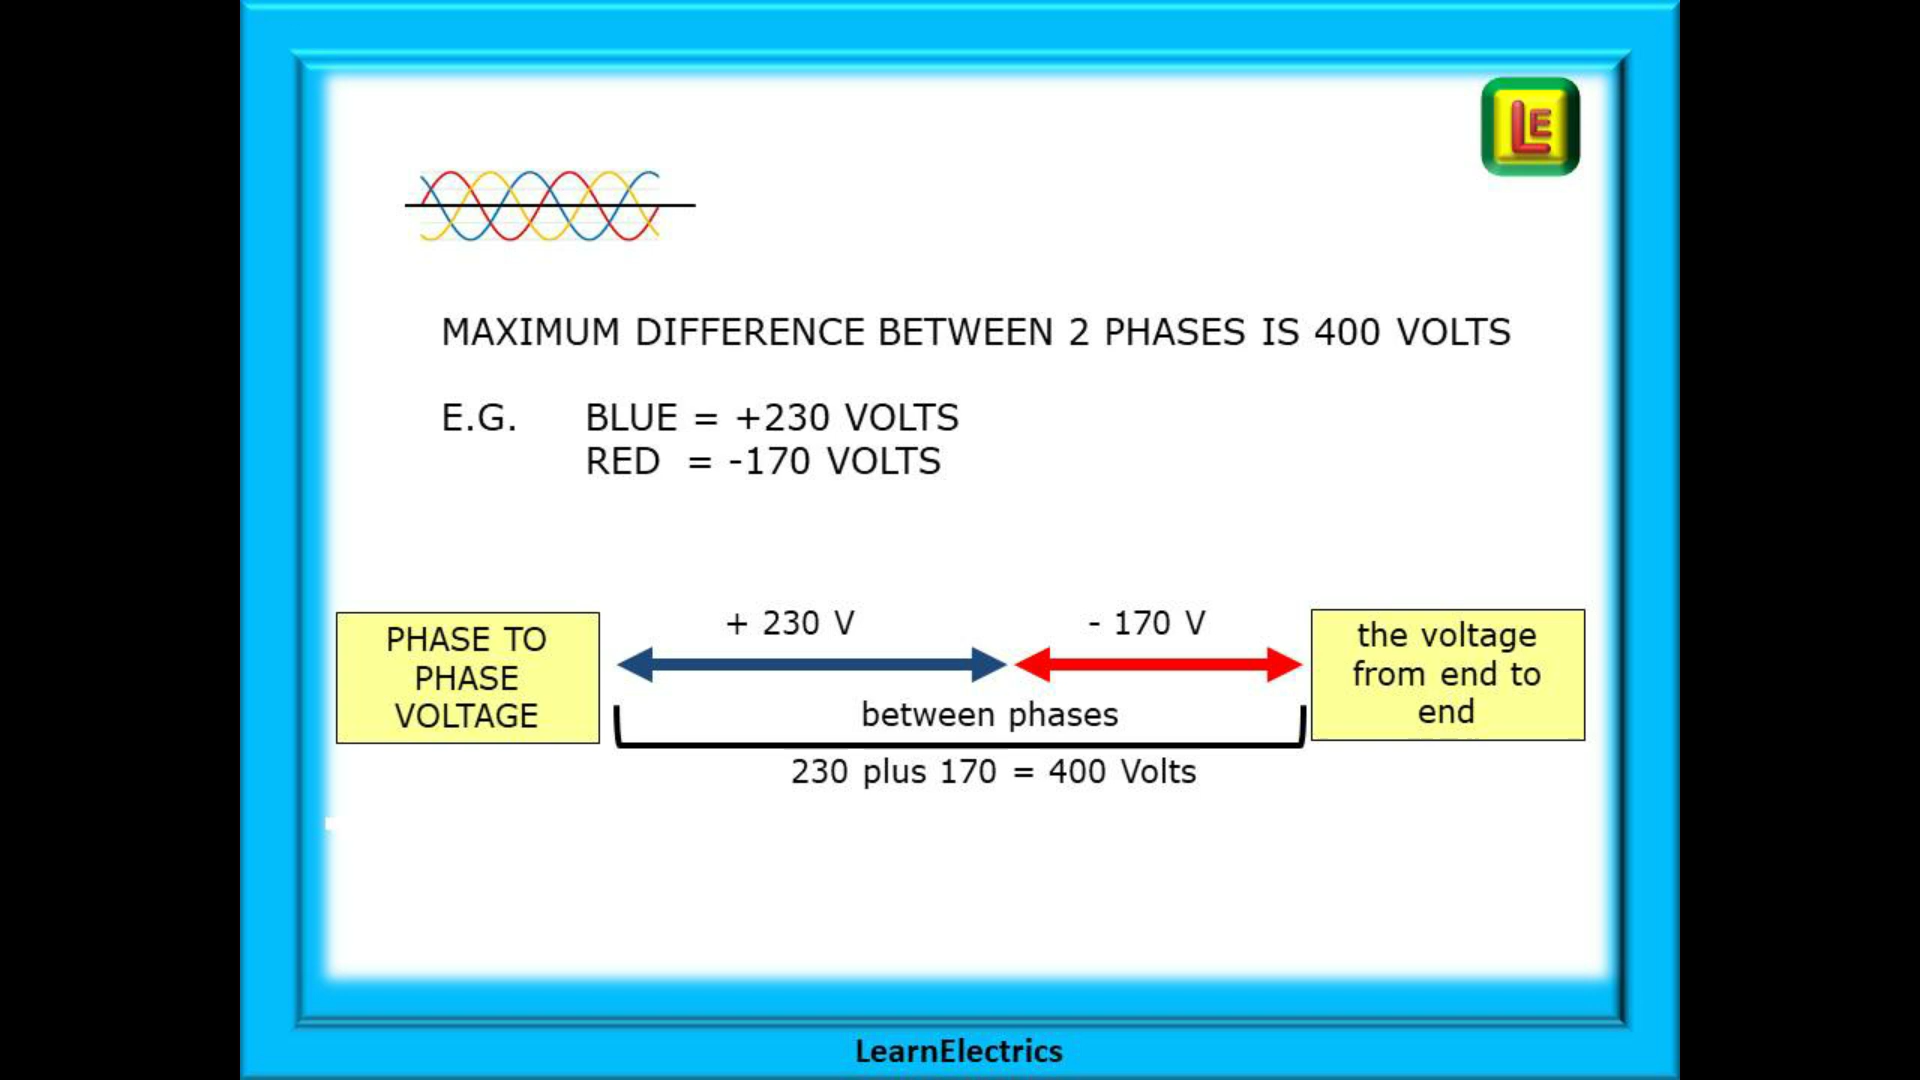 LE
MAXIMUM DIFFERENCE BETWEEN 2 PHASES IS 400 VOLTS
E.G. BLUE = +230 VOLTS
RED = -170 VOLTS
PHASE TO
PHASE
VOLTAGE
+ 230 V
- 170 V
between phases
230 plus 170 = 400 Volts
the voltage
from end to
end
LearnElectrics